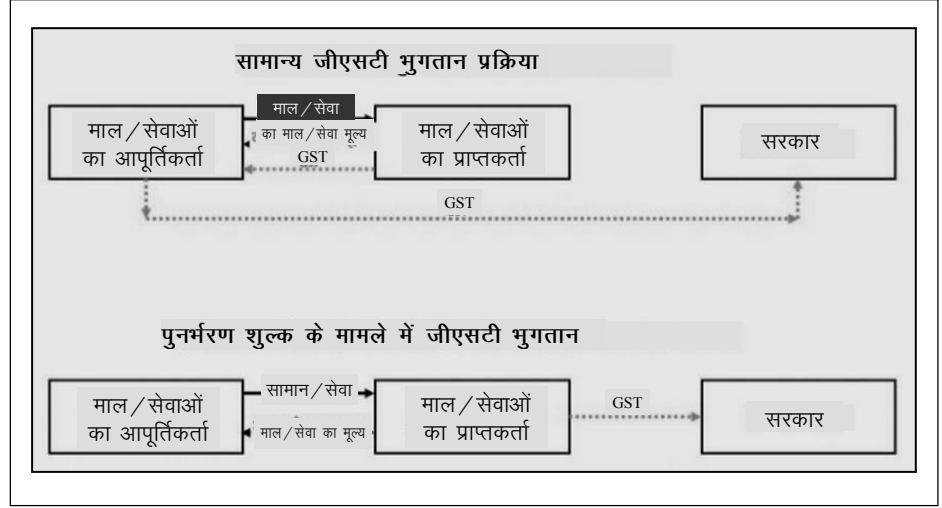 सामान्य जीएसटी भुगतान प्रक्रिया
माल/सेवाओं
का आपूर्तिकर्ता
माल/सेवा
का माल/सेवा मूल्य
GST
माल/सेवाओं
का प्राप्तकर्ता
सरकार
GST
पुनर्भरण शुल्क के मामले में जीएसटी भुगतान
माल/सेवाओं
का आपूर्तिकर्ता
सामान/सेवा
माल/सेवा का मूल्य
माल/सेवाओं
का प्राप्तकर्ता
GST
सरकार